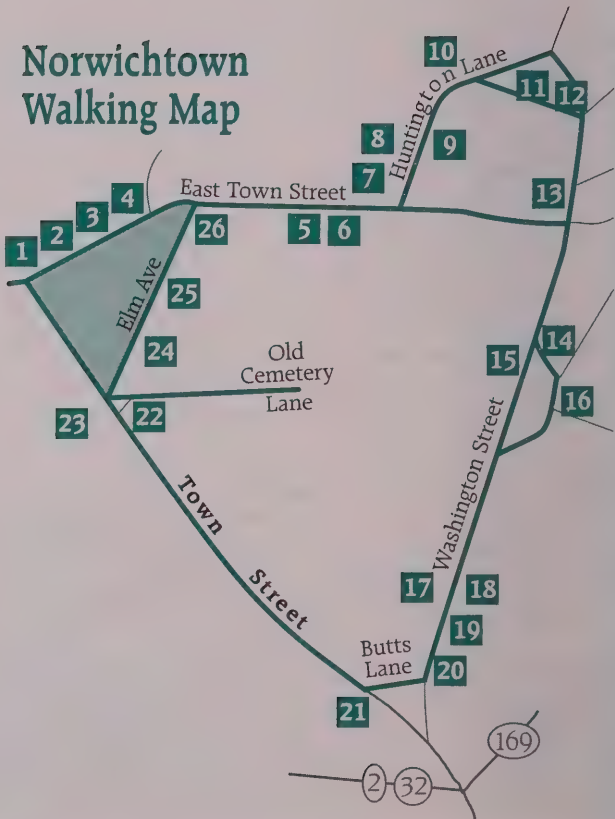 Norwichtown
Walking Map
10
Huntington Lane
11
12
8
9
7
13
East Town Street
4
3
2
1
26
5
6
Elm Ave
25
24
Old
Cemetery
Lane
14
15
16
23
22
Town
Street
Washington Street
17
18
19
Butts
Lane
20
21
169
2
32